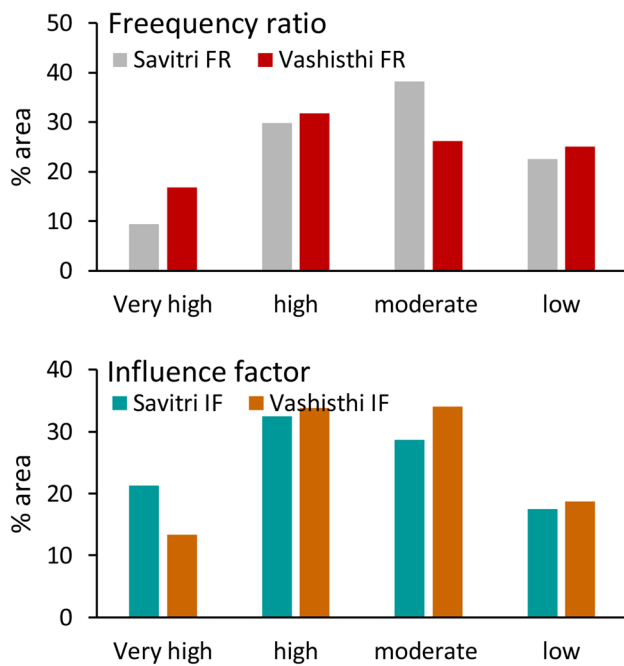 Freequency ratio
Savitri FR Vashisthi FR
% area
50
40
30
20
10
0
Very high high moderate low
Influence factor
Savitri IF Vashisthi IF
% area
40
30
20
10
0
Very high high moderate low